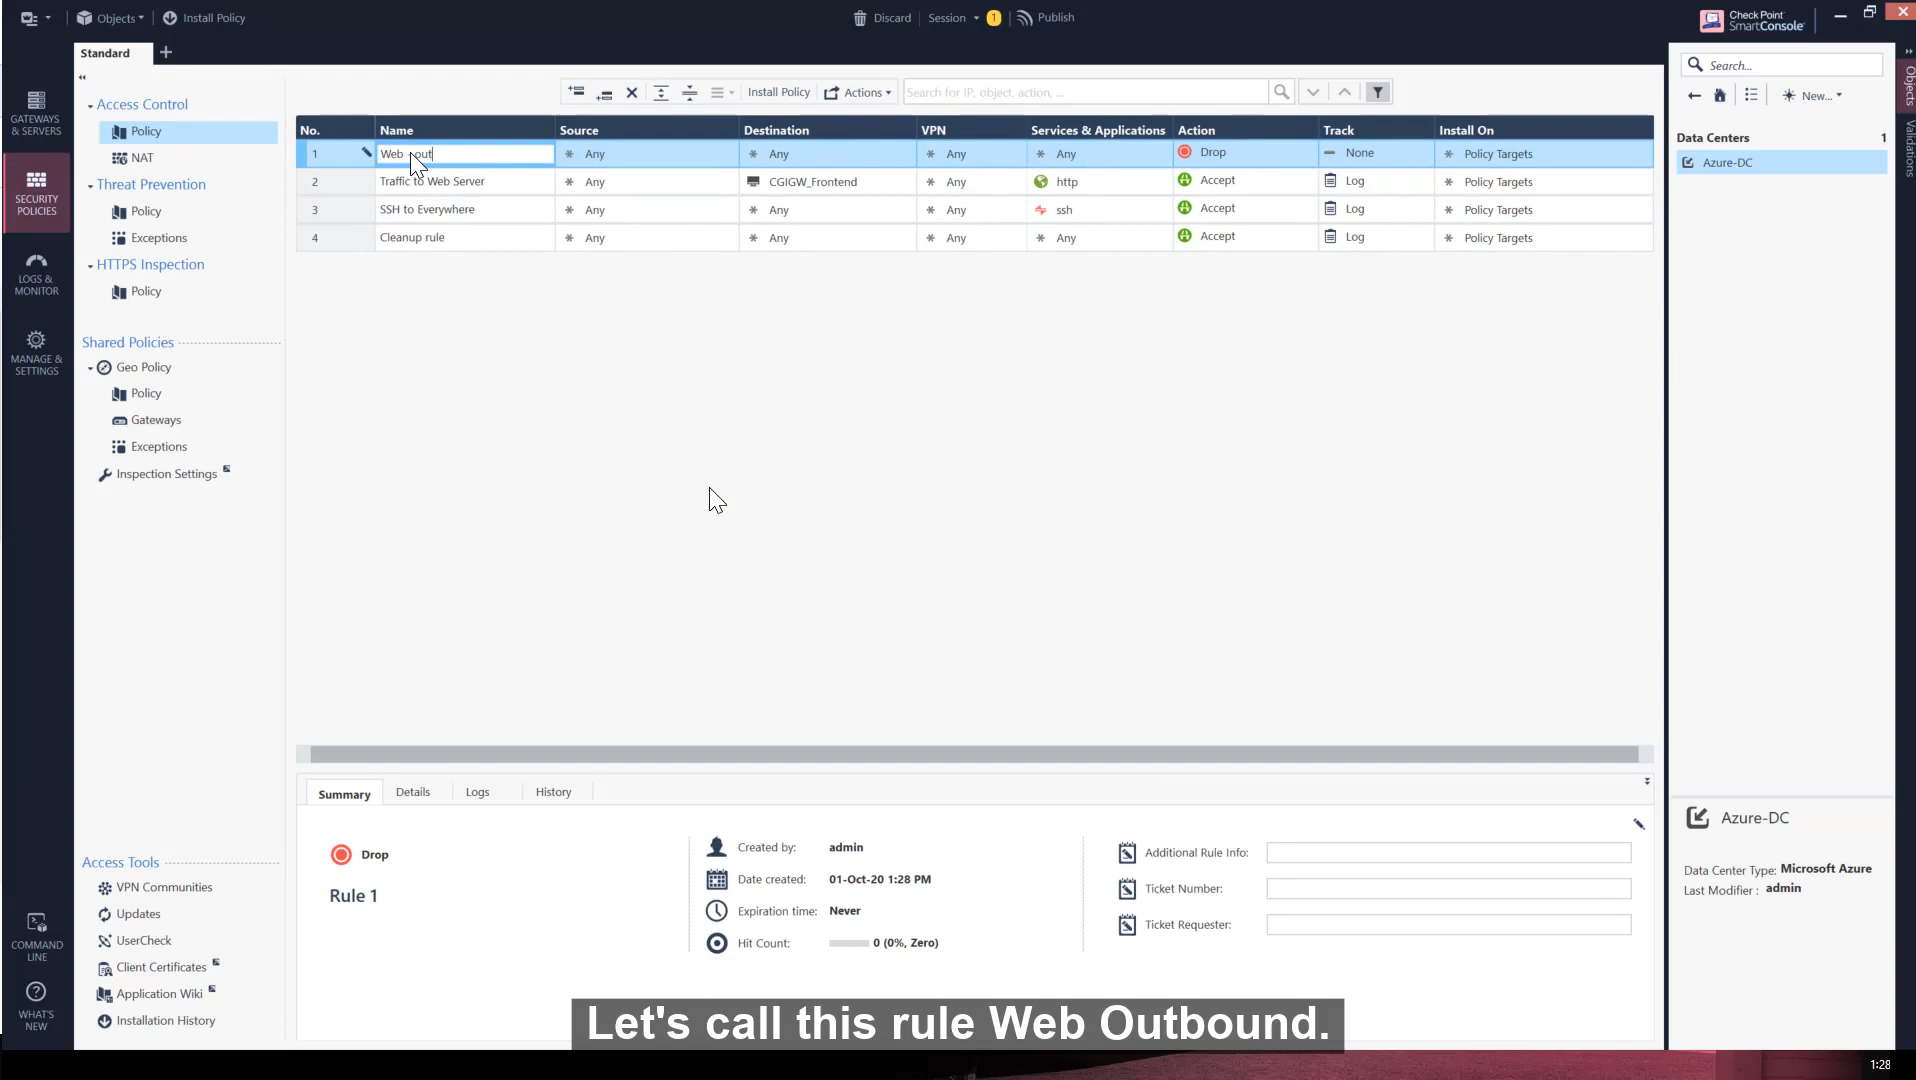 Objects
Install Policy
Discard
Session
1
Publish
Check Point
SmartConsole
Standard
GATEWAYS
& SERVERS
SECURITY
POLICIES
LOGS &
MONITOR
MANAGE &
SETTINGS
COMMAND
LINE
WHAT'S
NEW
Access Control
Policy
NAT
Threat Prevention
Policy
Exceptions
HTTPS Inspection
Policy
Shared Policies
Geo Policy
Policy
Gateways
Exceptions
Inspection Settings
Access Tools
VPN Communities
Updates
UserCheck
Client Certificates
Application Wiki
Installation History
Install Policy
Actions
Search for IP, object, action, ...
No. Name Source Destination VPN Services & Applications Action Track Install On
1 Web - out Any Any Any Any Drop None Policy Targets
2 Traffic to Web Server Any CGIGW_Frontend Any http Accept Log Policy Targets
3 SSH to Everywhere Any Any Any ssh Accept Log Policy Targets
4 Cleanup rule Any Any Any Any Accept Log Policy Targets
Summary Details Logs History
Drop
Rule 1
Created by: admin
Date created: 01-Oct-20 1:28 PM
Expiration time: Never
Hit Count: 0 (0%, Zero)
Additional Rule Info:
Ticket Number:
Ticket Requester:
Search...
New...
Data Centers 1
Azure-DC
Objects
Validations
Azure-DC
Data Center Type: Microsoft Azure
Last Modifier : admin
Let's call this rule Web Outbound.
1:28